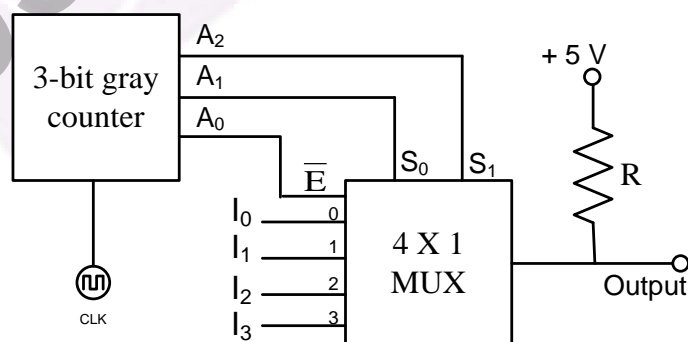 3-bit gray
counter
A₂
A₁
A₀
E̅
S₀
S₁
I₀
I₁
I₂
I₃
0
1
2
3
4 X 1
MUX
+ 5 V
R
Output
CLK